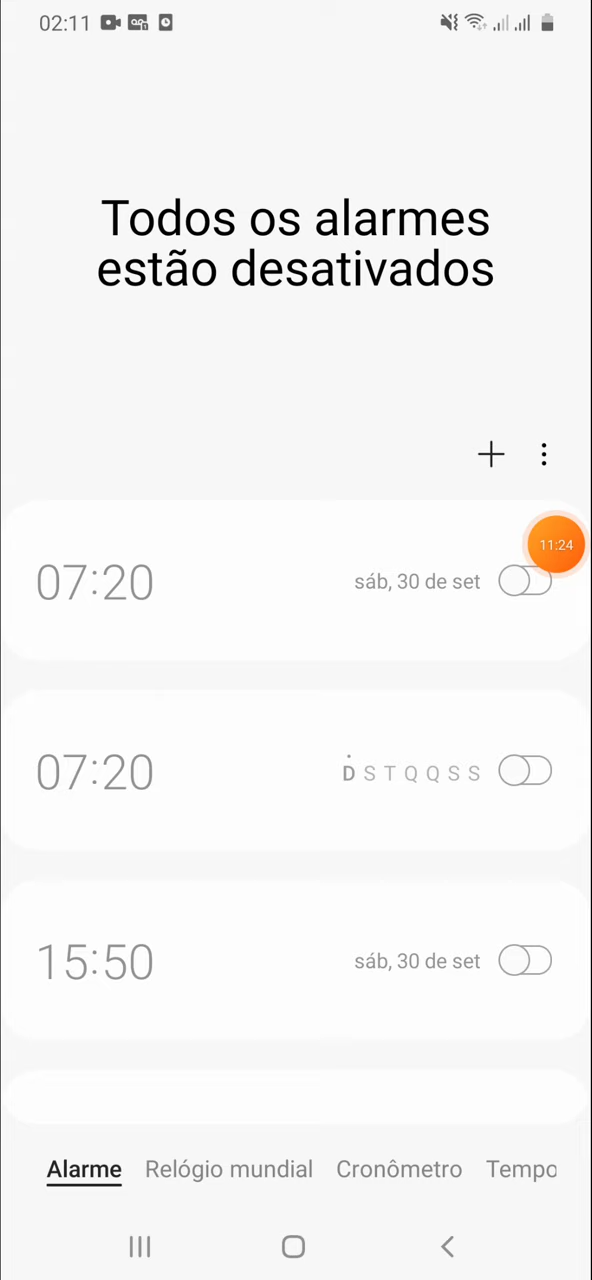 02:11
Todos os alarmes
estão desativados
11:24
07:20 sáb, 30 de set
07:20 D S T Q Q S S
15:50 sáb, 30 de set
Alarme Relógio mundial Cronômetro Tempo